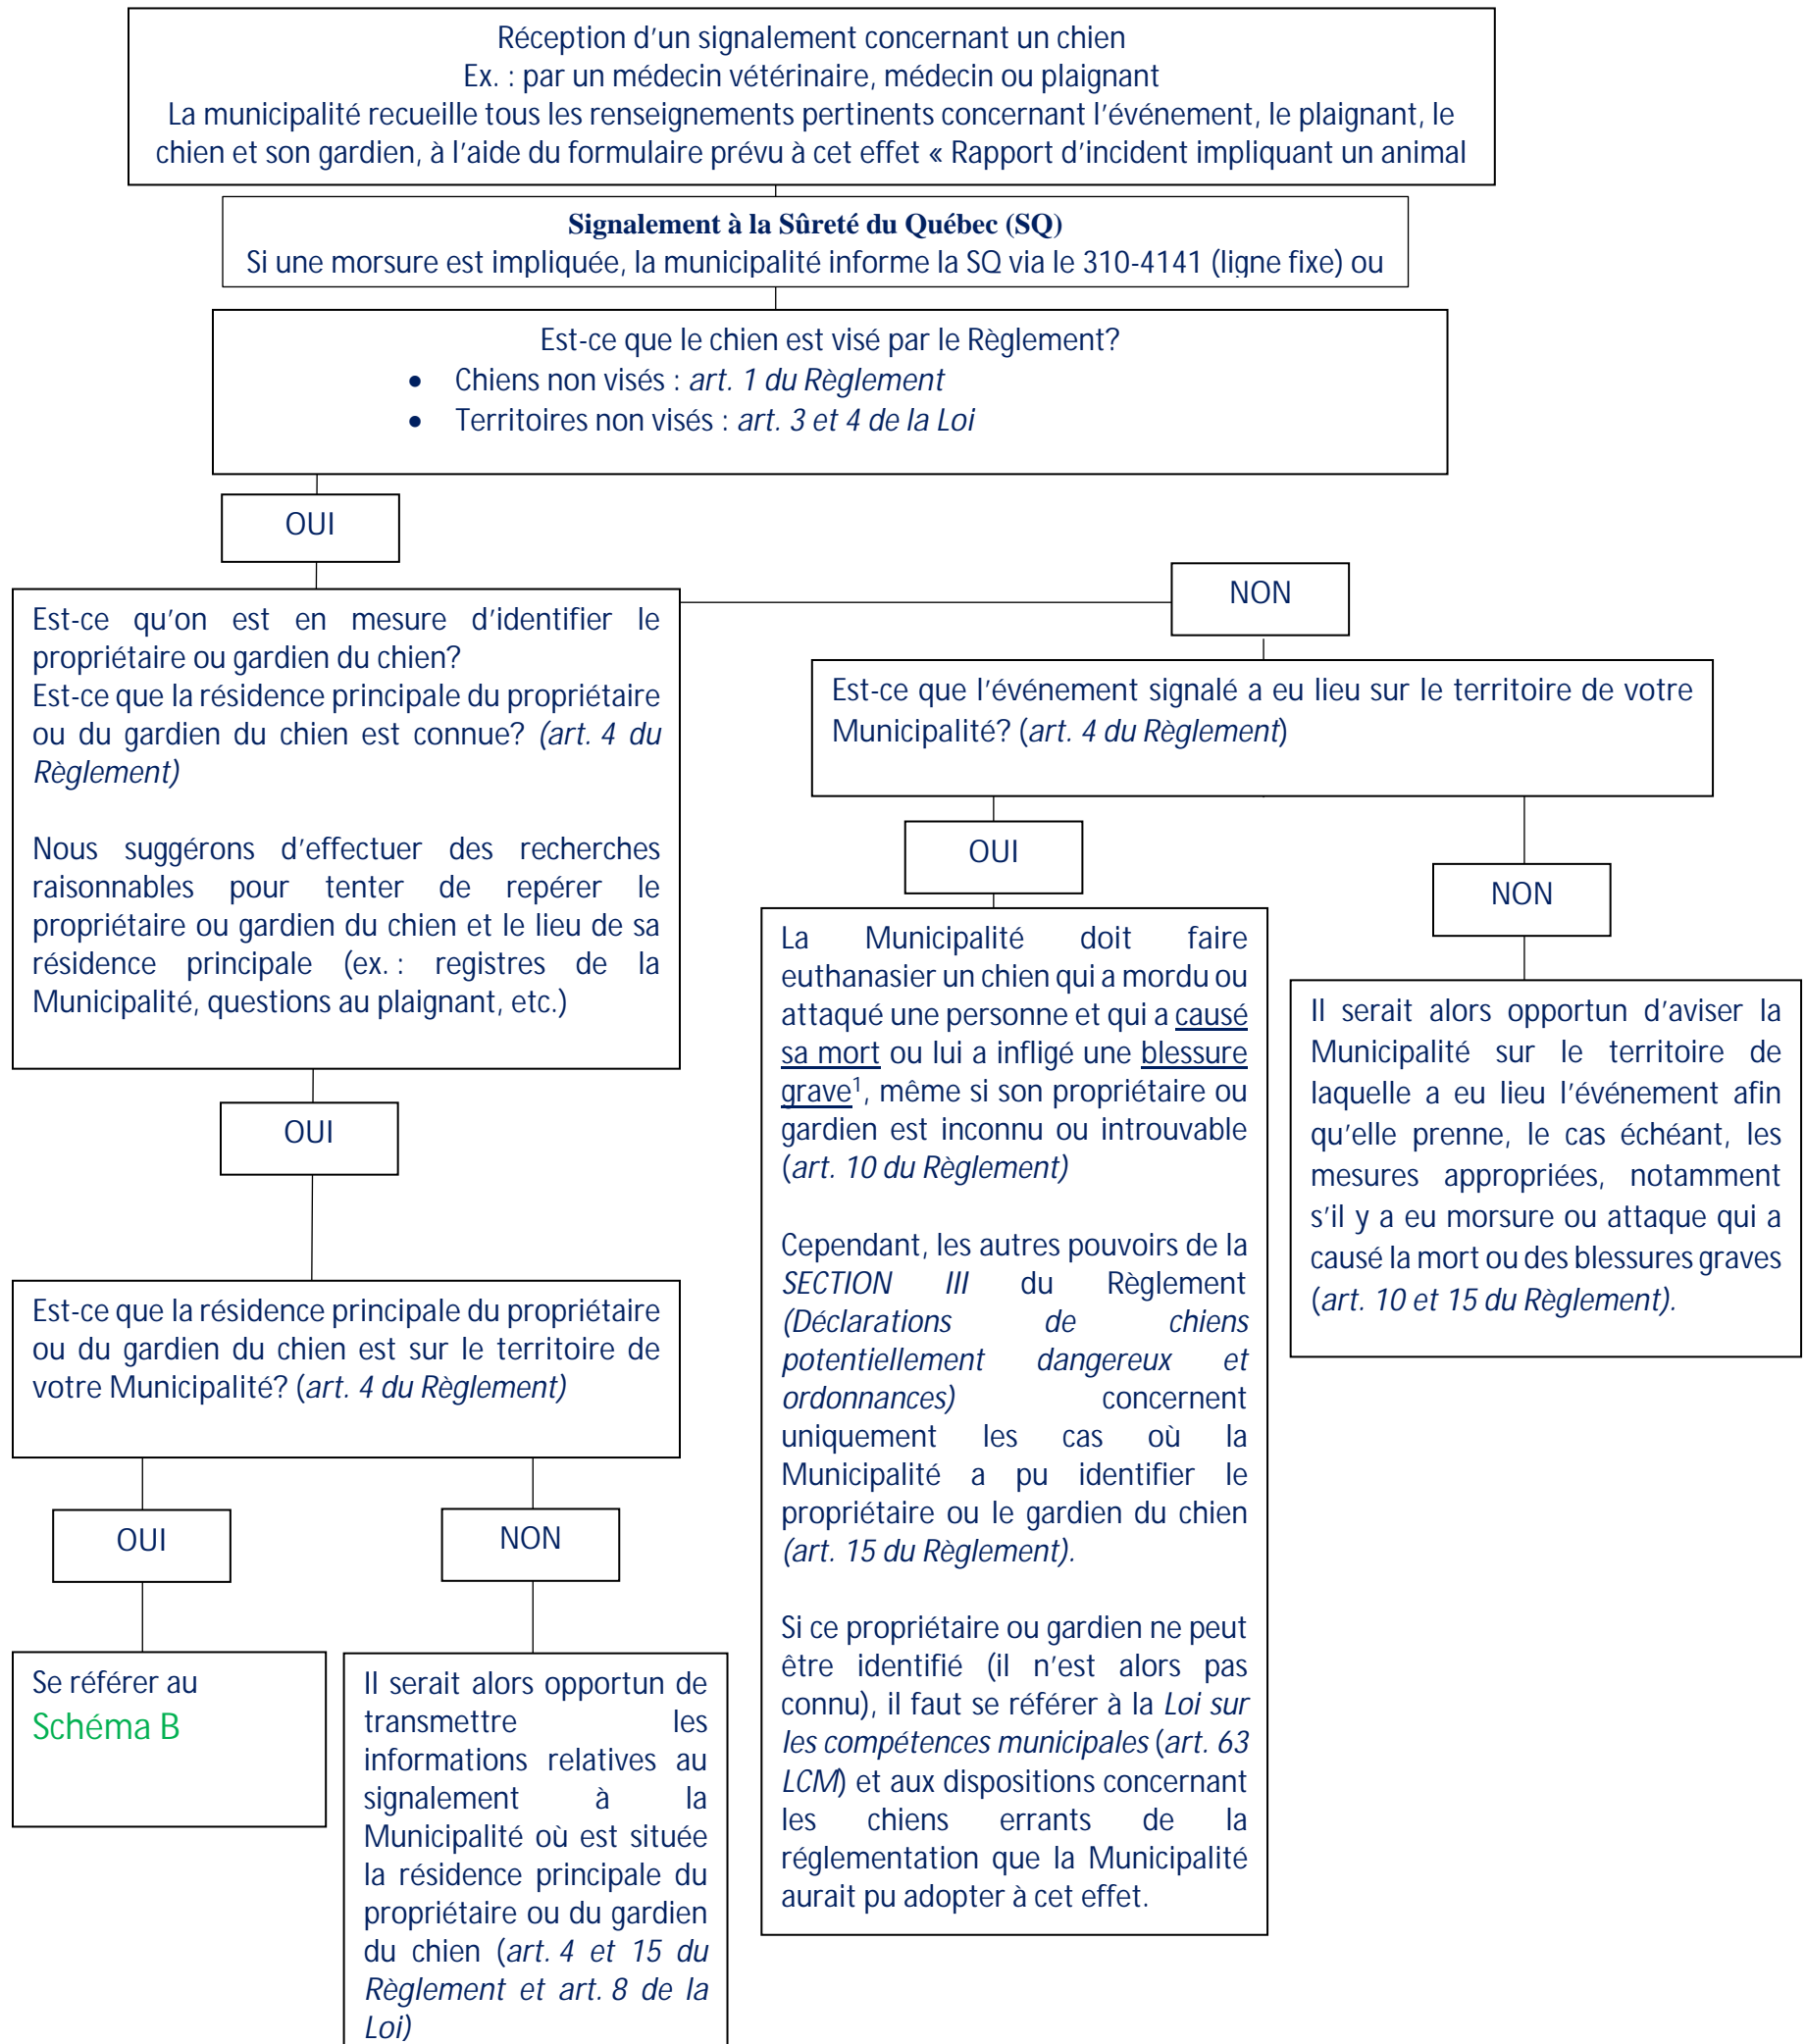 Réception d’un signalement concernant un chien
Ex. : par un médecin vétérinaire, médecin ou plaignant
La municipalité recueille tous les renseignements pertinents concernant l’événement, le plaignant, le
chien et son gardien, à l’aide du formulaire prévu à cet effet « Rapport d’incident impliquant un animal
Signalement à la Sûreté du Québec (SQ)
Si une morsure est impliquée, la municipalité informe la SQ via le 310-4141 (ligne fixe) ou
Est-ce que le chien est visé par le Règlement?
• Chiens non visés : art. 1 du Règlement
• Territoires non visés : art. 3 et 4 de la Loi
OUI
Est-ce qu’on est en mesure d’identifier le
propriétaire ou gardien du chien?
Est-ce que la résidence principale du propriétaire
ou du gardien du chien est connue? (art. 4 du
Règlement)
Nous suggérons d’effectuer des recherches
raisonnables pour tenter de repérer le
propriétaire ou gardien du chien et le lieu de sa
résidence principale (ex. : registres de la
Municipalité, questions au plaignant, etc.)
NON
Est-ce que l’événement signalé a eu lieu sur le territoire de votre
Municipalité? (art. 4 du Règlement)
OUI
La Municipalité doit faire
euthanasier un chien qui a mordu ou
attaqué une personne et qui a causé
sa mort ou lui a infligé une blessure
grave¹, même si son propriétaire ou
gardien est inconnu ou introuvable
(art. 10 du Règlement)
Cependant, les autres pouvoirs de la
SECTION III du Règlement
(Déclarations de chiens
potentiellement dangereux et
ordonnances) concernent
uniquement les cas où la
Municipalité a pu identifier le
propriétaire ou le gardien du chien
(art. 15 du Règlement).
Si ce propriétaire ou gardien ne peut
être identifié (il n’est alors pas
connu), il faut se référer à la Loi sur
les compétences municipales (art. 63
LCM) et aux dispositions concernant
les chiens errants de la
réglementation que la Municipalité
aurait pu adopter à cet effet.
NON
Il serait alors opportun d’aviser la
Municipalité sur le territoire de
laquelle a eu lieu l’événement afin
qu’elle prenne, le cas échéant, les
mesures appropriées, notamment
s’il y a eu morsure ou attaque qui a
causé la mort ou des blessures graves
(art. 10 et 15 du Règlement).
OUI
Est-ce que la résidence principale du propriétaire
ou du gardien du chien est sur le territoire de
votre Municipalité? (art. 4 du Règlement)
OUI
Se référer au
Schéma B
NON
Il serait alors opportun de
transmettre les
informations relatives au
signalement à la
Municipalité où est située
la résidence principale du
propriétaire ou du gardien
du chien (art. 4 et 15 du
Règlement et art. 8 de la
Loi)